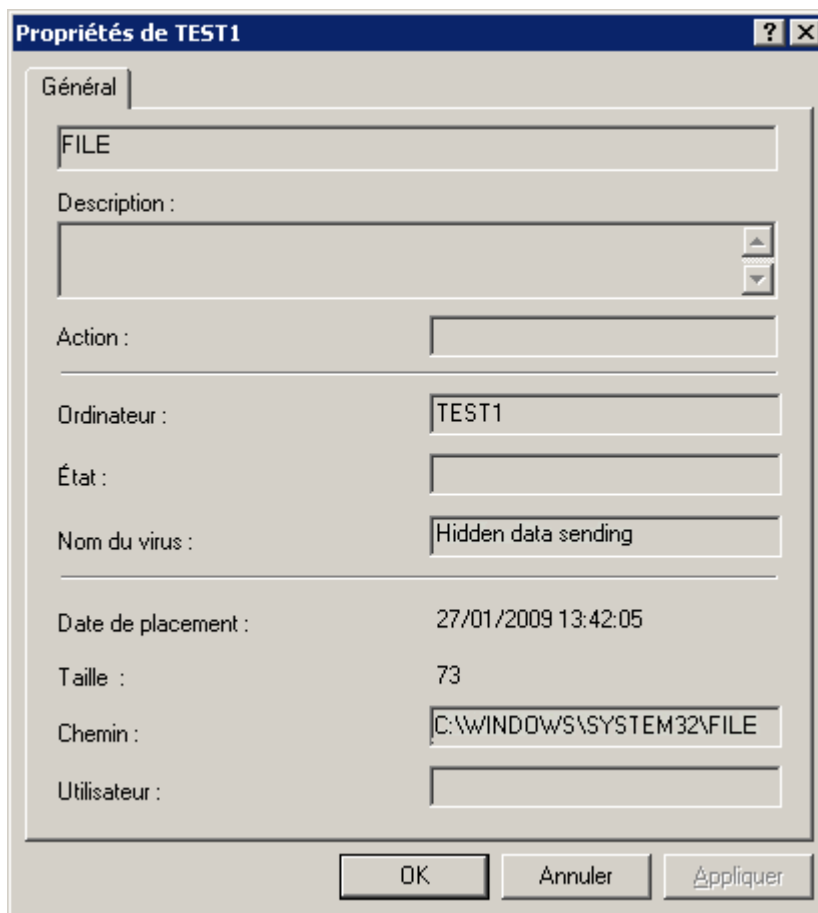 Propriétés de TEST1
Général
FILE
Description :
Action :
Ordinateur : TEST1
État :
Nom du virus : Hidden data sending
Date de placement : 27/01/2009 13:42:05
Taille : 73
Chemin : C:\WINDOWS\SYSTEM32\FILE
Utilisateur :
OK Annuler Appliquer